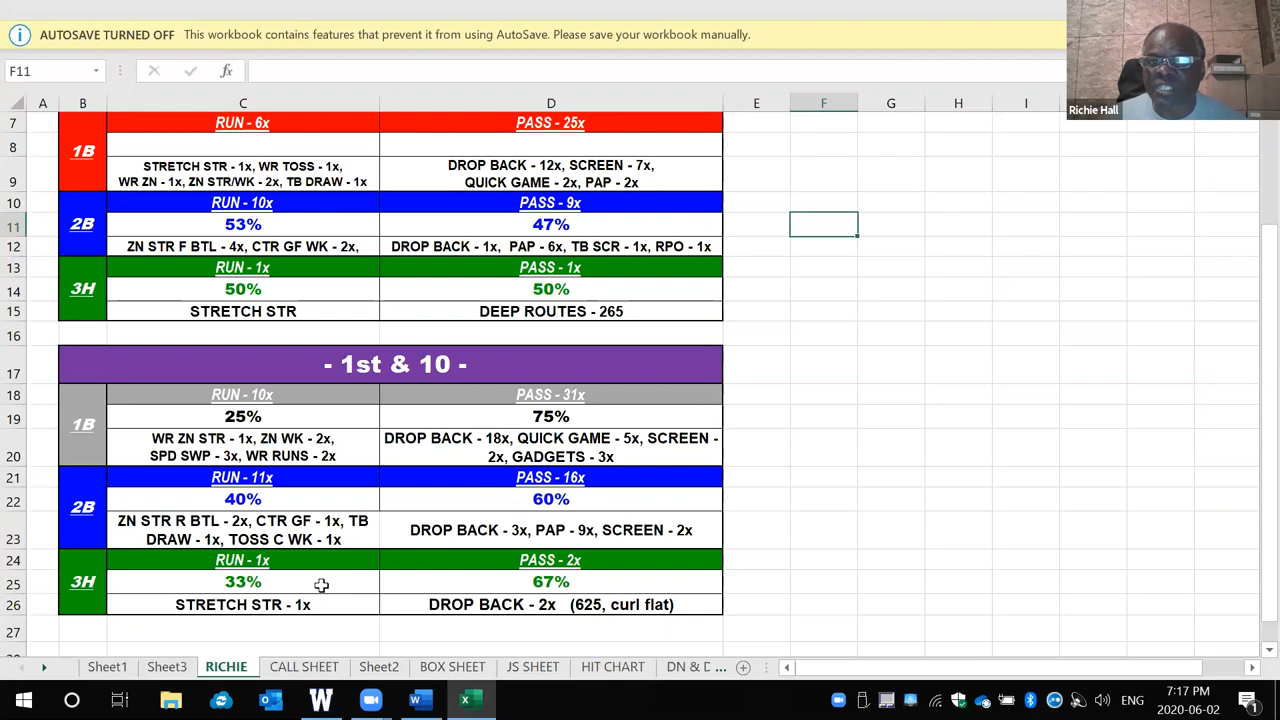 AUTOSAVE TURNED OFF This workbook contains features that prevent it from using AutoSave. Please save your workbook manually.
Richie Hall
F11
fx
A B C D E F G H I
7 RUN - 6x PASS - 25x
8 1B
9 STRETCH STR - 1x, WR TOSS - 1x, DROP BACK - 12x, SCREEN - 7x,
WR ZN - 1x, ZN STR/WK - 2x, TB DRAW - 1x QUICK GAME - 2x, PAP - 2x
10 RUN - 10x PASS - 9x
11 2B 53% 47%
12 ZN STR F BTL - 4x, CTR GF WK - 2x, DROP BACK - 1x, PAP - 6x, TB SCR - 1x, RPO - 1x
13 RUN - 1x PASS - 1x
14 3H 50% 50%
15 STRETCH STR DEEP ROUTES - 265
16
17 - 1st & 10 -
18 RUN - 10x PASS - 31x
19 1B 25% 75%
20 WR ZN STR - 1x, ZN WK - 2x, DROP BACK - 18x, QUICK GAME - 5x, SCREEN -
SPD SWP - 3x, WR RUNS - 2x 2x, GADGETS - 3x
21 RUN - 11x PASS - 16x
22 2B 40% 60%
23 ZN STR R BTL - 2x, CTR GF - 1x, TB DROP BACK - 3x, PAP - 9x, SCREEN - 2x
DRAW - 1x, TOSS C WK - 1x
24 RUN - 1x PASS - 2x
25 3H 33% 67%
26 STRETCH STR - 1x DROP BACK - 2x (625, curl flat)
27
Sheet1 Sheet3 RICHIE CALL SHEET Sheet2 BOX SHEET JS SHEET HIT CHART DN & D ...
ENG 7:17 PM
2020-06-02 1